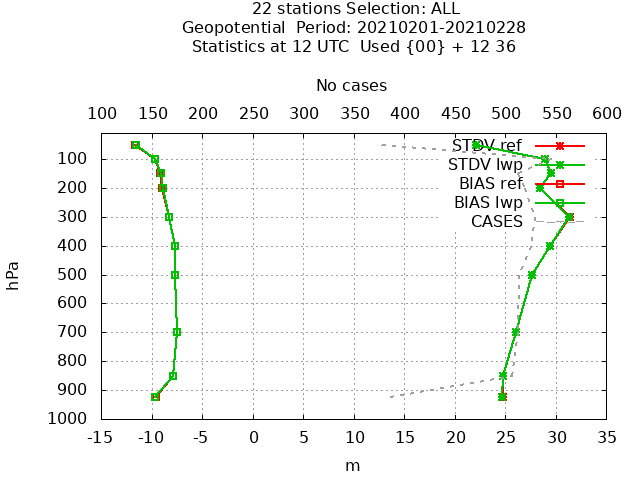 22 stations Selection: ALL
Geopotential  Period: 20210201-20210228
Statistics at 12 UTC  Used {00} + 12 36
No cases
100 150 200 250 300 350 400 450 500 550 600
STDV ref
STDV lwp
BIAS ref
BIAS lwp
CASES
hPa
100
200
300
400
500
600
700
800
900
1000
-15 -10 -5 0 5 10 15 20 25 30 35
m